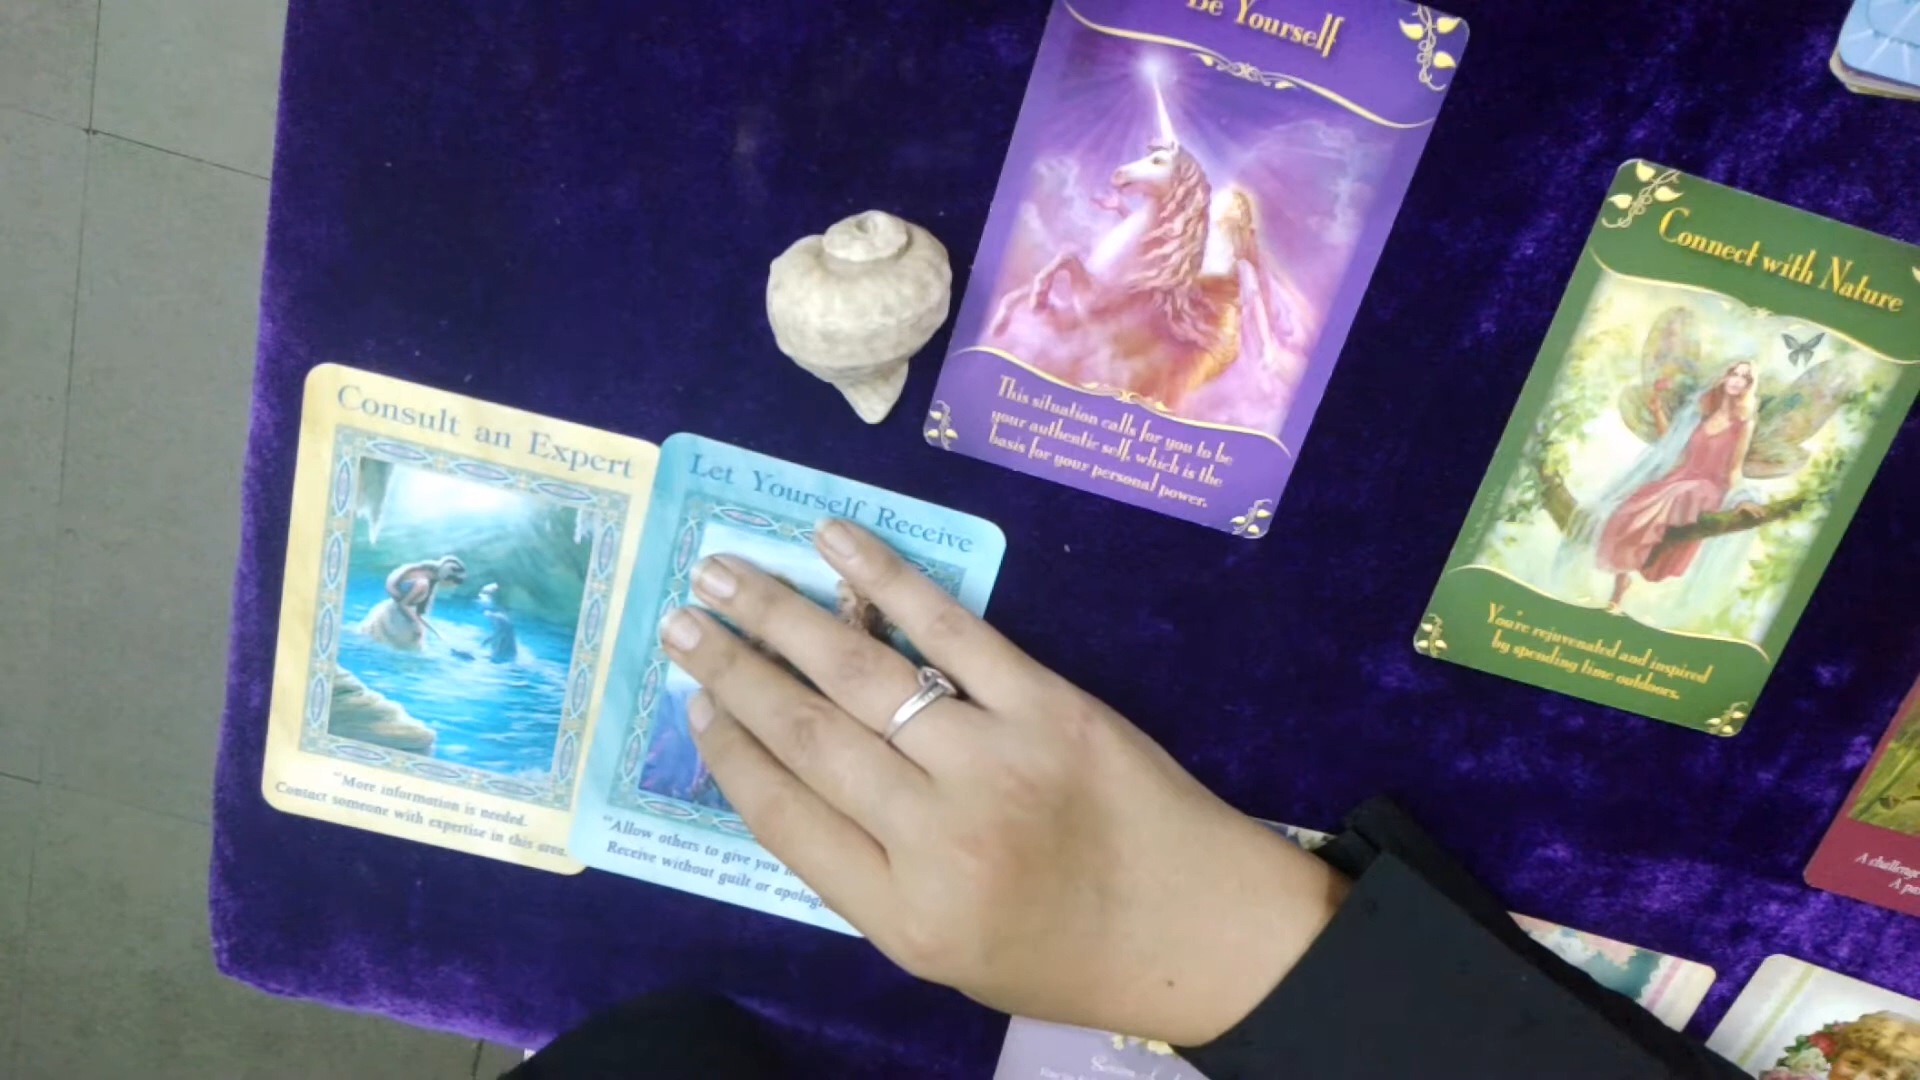 Be Yourself
This situation calls for you to be
your authentic self, which is the
basis for your personal power.
Connect with Nature
You're rejuvenated and inspired
by spending time outdoors.
Consult an Expert
"More information is needed.
Contact someone with expertise in this area.
Let Yourself Receive
"Allow others to give you
Receive without guilt or
A challenge